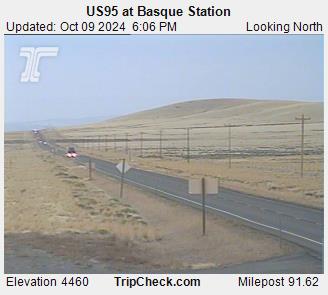 US95 at Basque Station
Updated: Oct 09 2024 6:06 PM Looking North
Elevation 4460 TripCheck.com Milepost 91.62